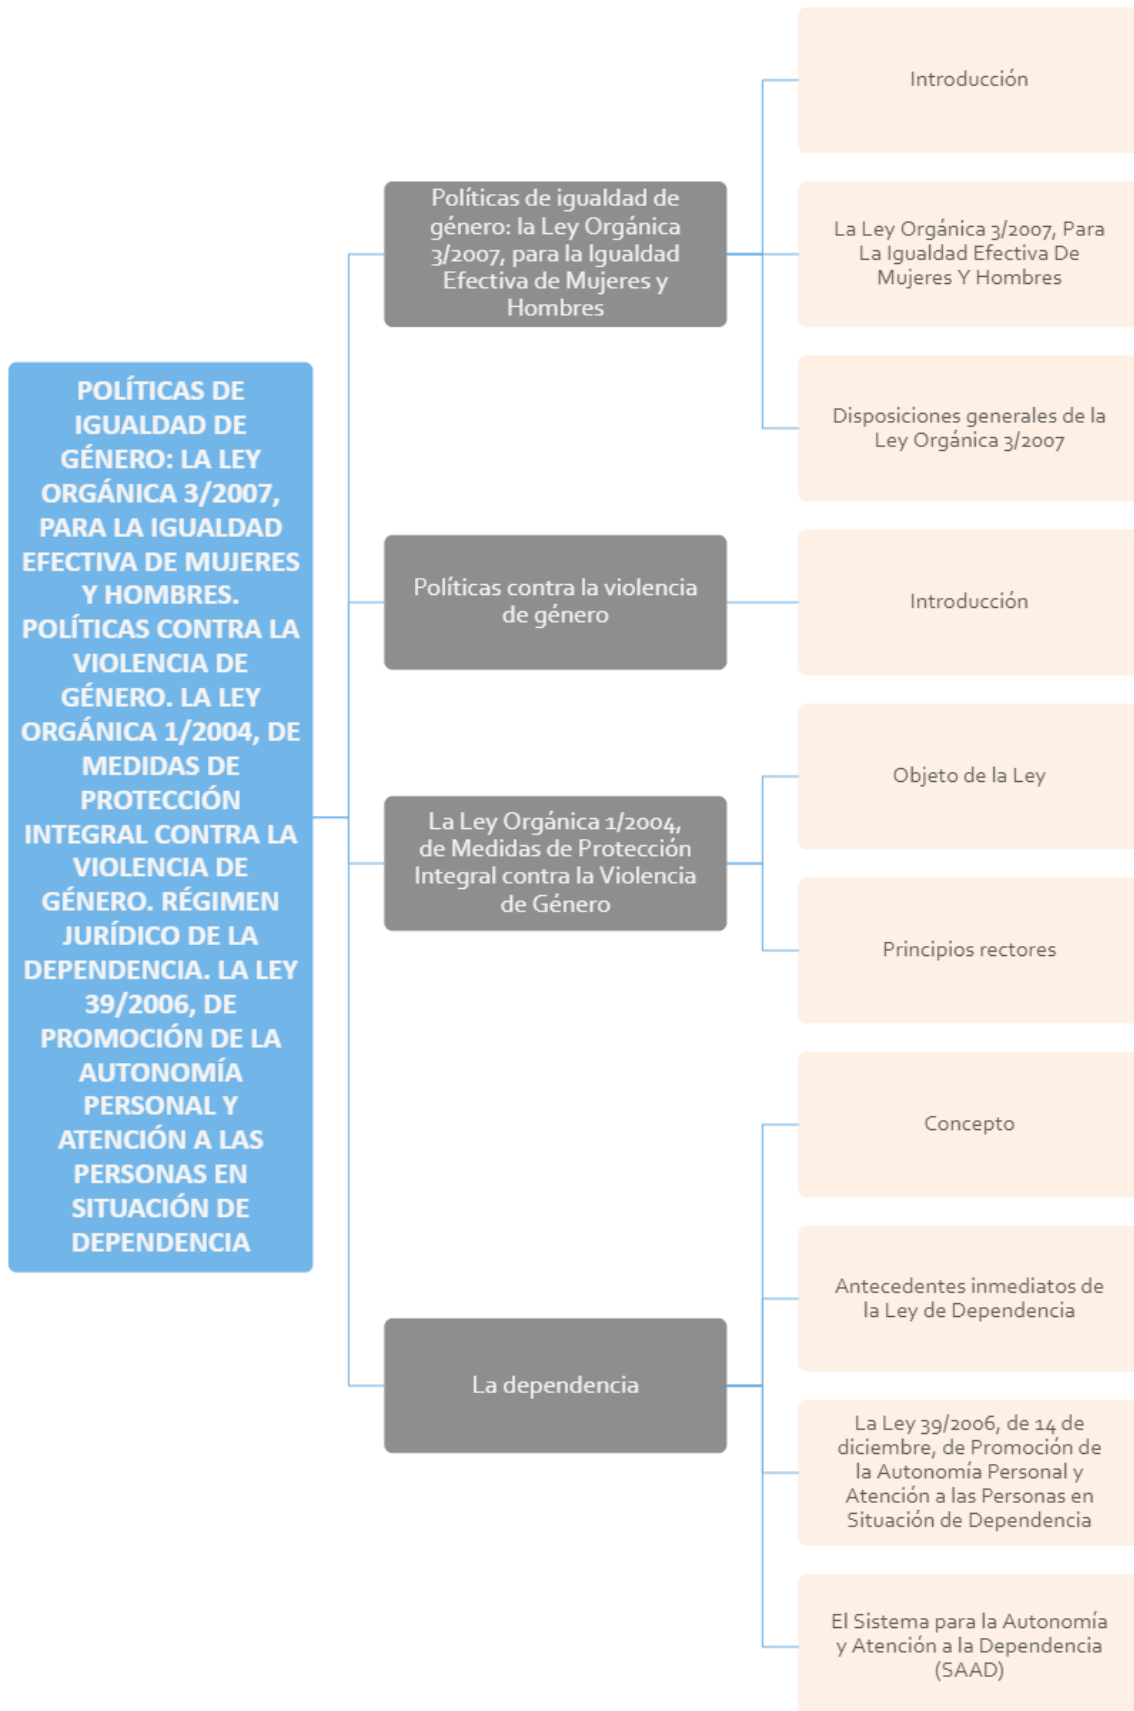 POLÍTICAS DE
IGUALDAD DE
GÉNERO: LA LEY
ORGÁNICA 3/2007,
PARA LA IGUALDAD
EFECTIVA DE MUJERES
Y HOMBRES.
POLÍTICAS CONTRA LA
VIOLENCIA DE
GÉNERO. LA LEY
ORGÁNICA 1/2004, DE
MEDIDAS DE
PROTECCIÓN
INTEGRAL CONTRA LA
VIOLENCIA DE
GÉNERO. RÉGIMEN
JURÍDICO DE LA
DEPENDENCIA. LA LEY
39/2006, DE
PROMOCIÓN DE LA
AUTONOMÍA
PERSONAL Y
ATENCIÓN A LAS
PERSONAS EN
SITUACIÓN DE
DEPENDENCIA
Políticas de igualdad de
género: la Ley Orgánica
3/2007, para la Igualdad
Efectiva de Mujeres y
Hombres
Introducción
La Ley Orgánica 3/2007, Para
La Igualdad Efectiva De
Mujeres Y Hombres
Disposiciones generales de la
Ley Orgánica 3/2007
Políticas contra la violencia
de género
Introducción
La Ley Orgánica 1/2004,
de Medidas de Protección
Integral contra la Violencia
de Género
Objeto de la Ley
Principios rectores
La dependencia
Concepto
Antecedentes inmediatos de
la Ley de Dependencia
La Ley 39/2006, de 14 de
diciembre, de Promoción de
la Autonomía Personal y
Atención a las Personas en
Situación de Dependencia
El Sistema para la Autonomía
y Atención a la Dependencia
(SAAD)